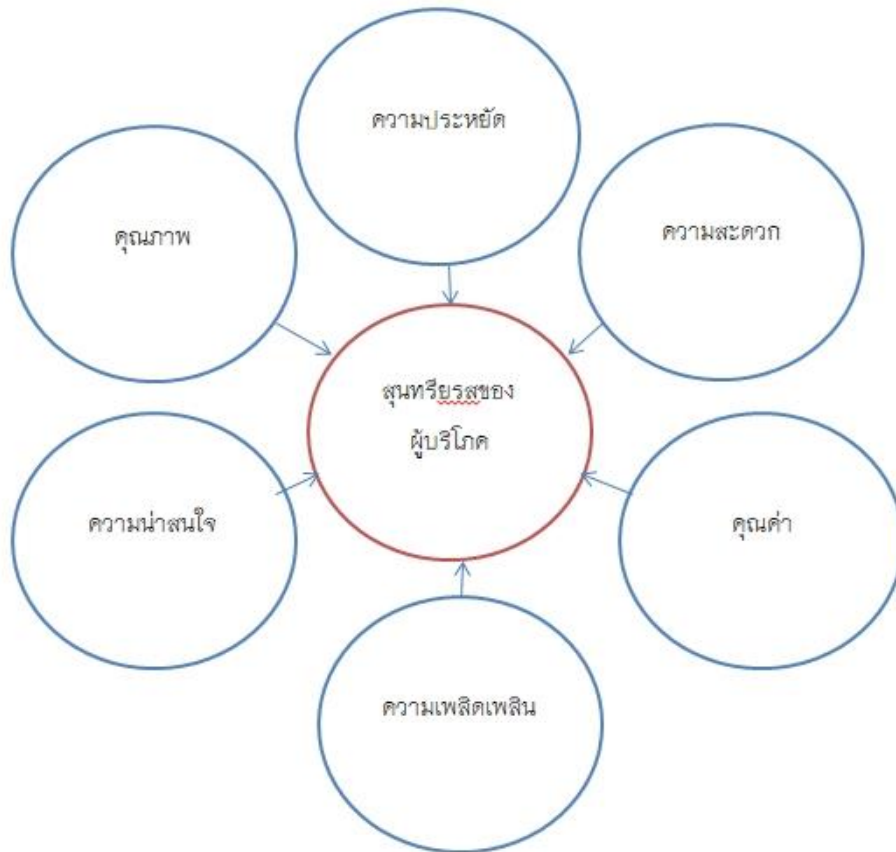 ความประหยัด
คุณภาพ
ความสะดวก
สุนทรียรสของ
ผู้บริโภค
ความน่าสนใจ
คุณค่า
ความเพลิดเพลิน